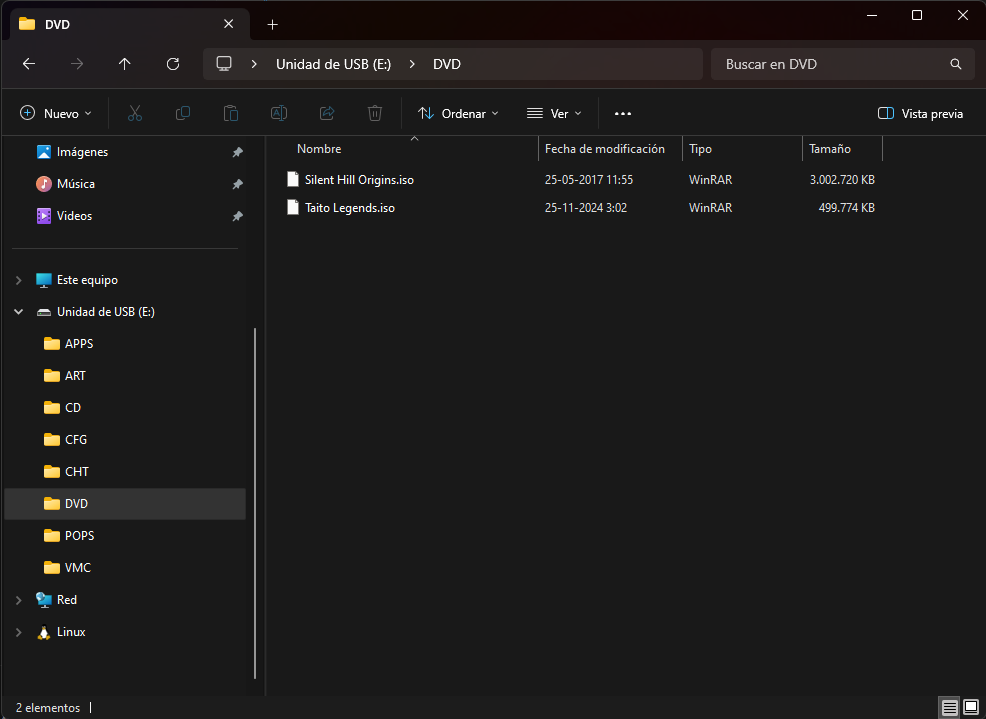 DVD
Unidad de USB (E:) > DVD
Buscar en DVD
Nuevo
Ordenar
Ver
Vista previa
Imágenes
Música
Videos
Este equipo
Unidad de USB (E:)
APPS
ART
CD
CFG
CHT
DVD
POPS
VMC
Red
Linux
Nombre Fecha de modificación Tipo Tamaño
Silent Hill Origins.iso 25-05-2017 11:55 WinRAR 3.002.720 KB
Taito Legends.iso 25-11-2024 3:02 WinRAR 499.774 KB
2 elementos